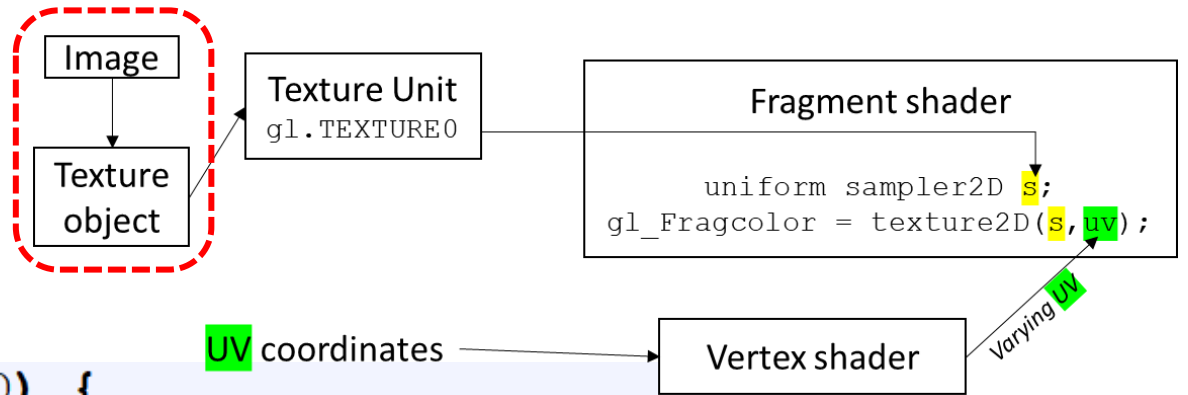 Image
Texture
object
Texture Unit
gl.TEXTURE0
Fragment shader
uniform sampler2D s;
gl_Fragcolor = texture2D(s,uv);
Varying UV
UV coordinates
Vertex shader
) {